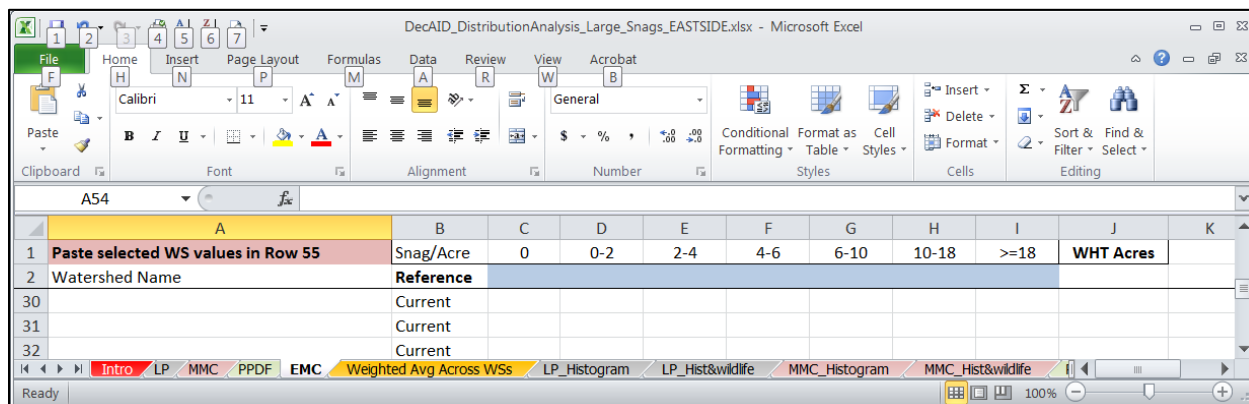 DecAID_DistributionAnalysis_Large_Snags_EASTSIDE.xlsx - Microsoft Excel
1 2 3 4 5 6 7
File Home Insert Page Layout Formulas Data Review View Acrobat
F H N P M A R W B
Calibri 11 General Insert
Delete
Paste Conditional Format as Cell Format Sort & Find &
Formatting Table Styles Filter Select
Clipboard Font Alignment Number Styles Cells Editing
A54 fx
A B C D E F G H I J K
1 Paste selected WS values in Row 55 Snag/Acre 0 0-2 2-4 4-6 6-10 10-18 >=18 WHT Acres
2 Watershed Name Reference
30 Current
31 Current
32 Current
Intro LP MMC PPDF EMC Weighted Avg Across WSs LP_Histogram LP_Hist&wildlife MMC_Histogram MMC_Hist&wildlife
Ready 100%